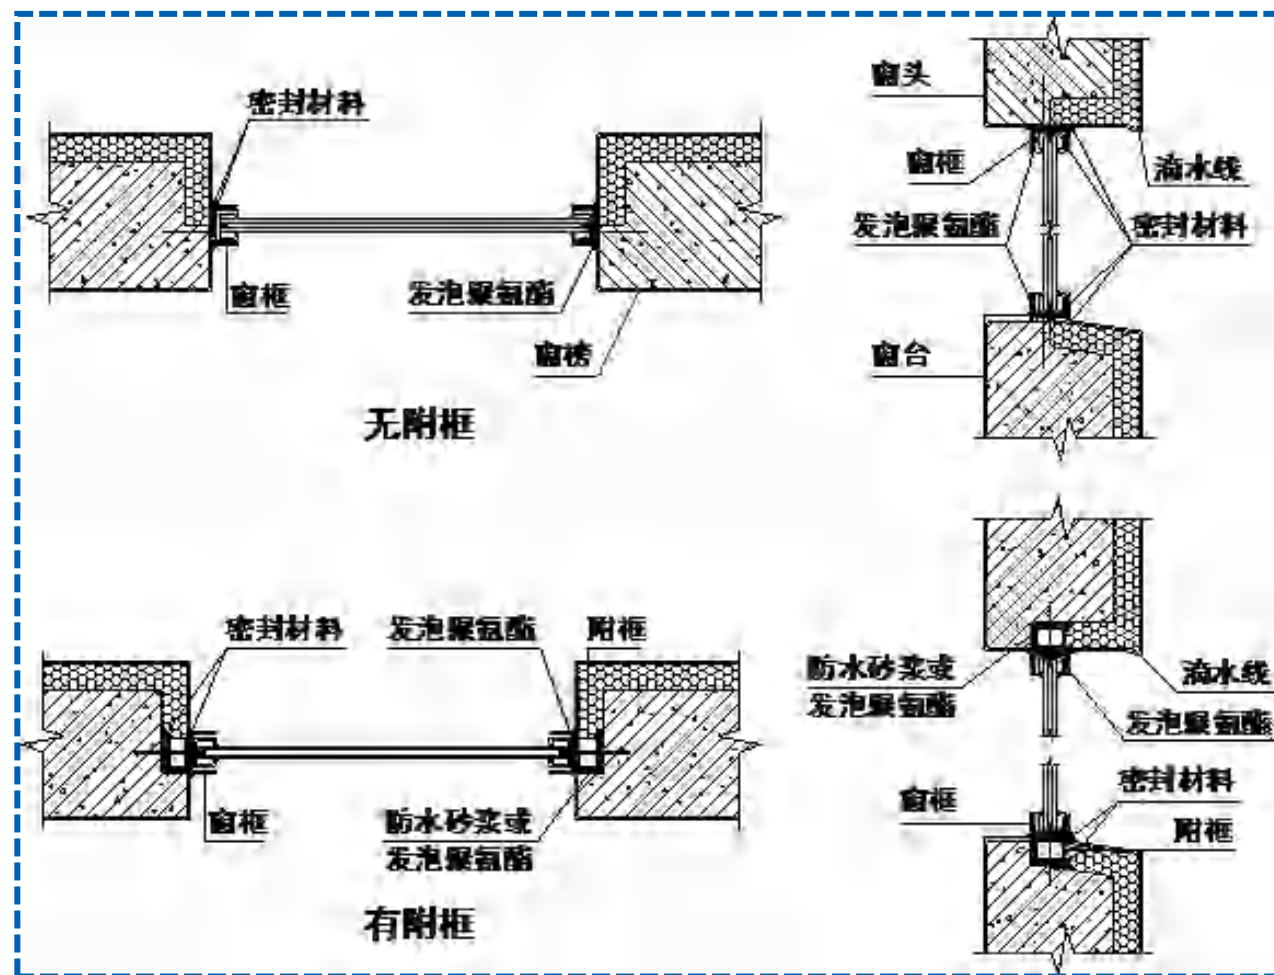 密封材料
窗框
发泡聚氨酯
窗榜
无附框
窗头
窗框
滴水线
发泡聚氨酯
密封材料
窗台
密封材料
发泡聚氨酯
附框
窗框
防水砂浆或
发泡聚氨酯
有附框
防水砂浆或
发泡聚氨酯
滴水线
发泡聚氨酯
窗框
密封材料
附框